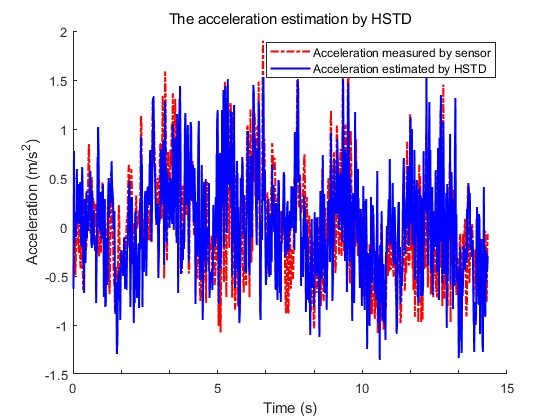 The acceleration estimation by HSTD
2
1.5
1
0.5
0
-0.5
-1
-1.5
Acceleration (m/s²)
Acceleration measured by sensor
Acceleration estimated by HSTD
0 5 10 15
Time (s)